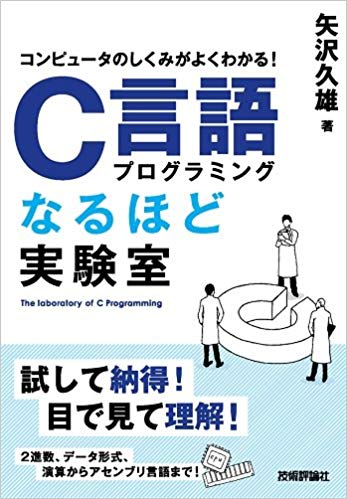 コンピュータのしくみがよくわかる!
矢沢久雄 著
C言語
プログラミング
なるほど
実験室
The laboratory of C Programming
試して納得!
目で見て理解!
2進数、データ形式、
演算からアセンブリ言語まで!
CPU
技術評論社